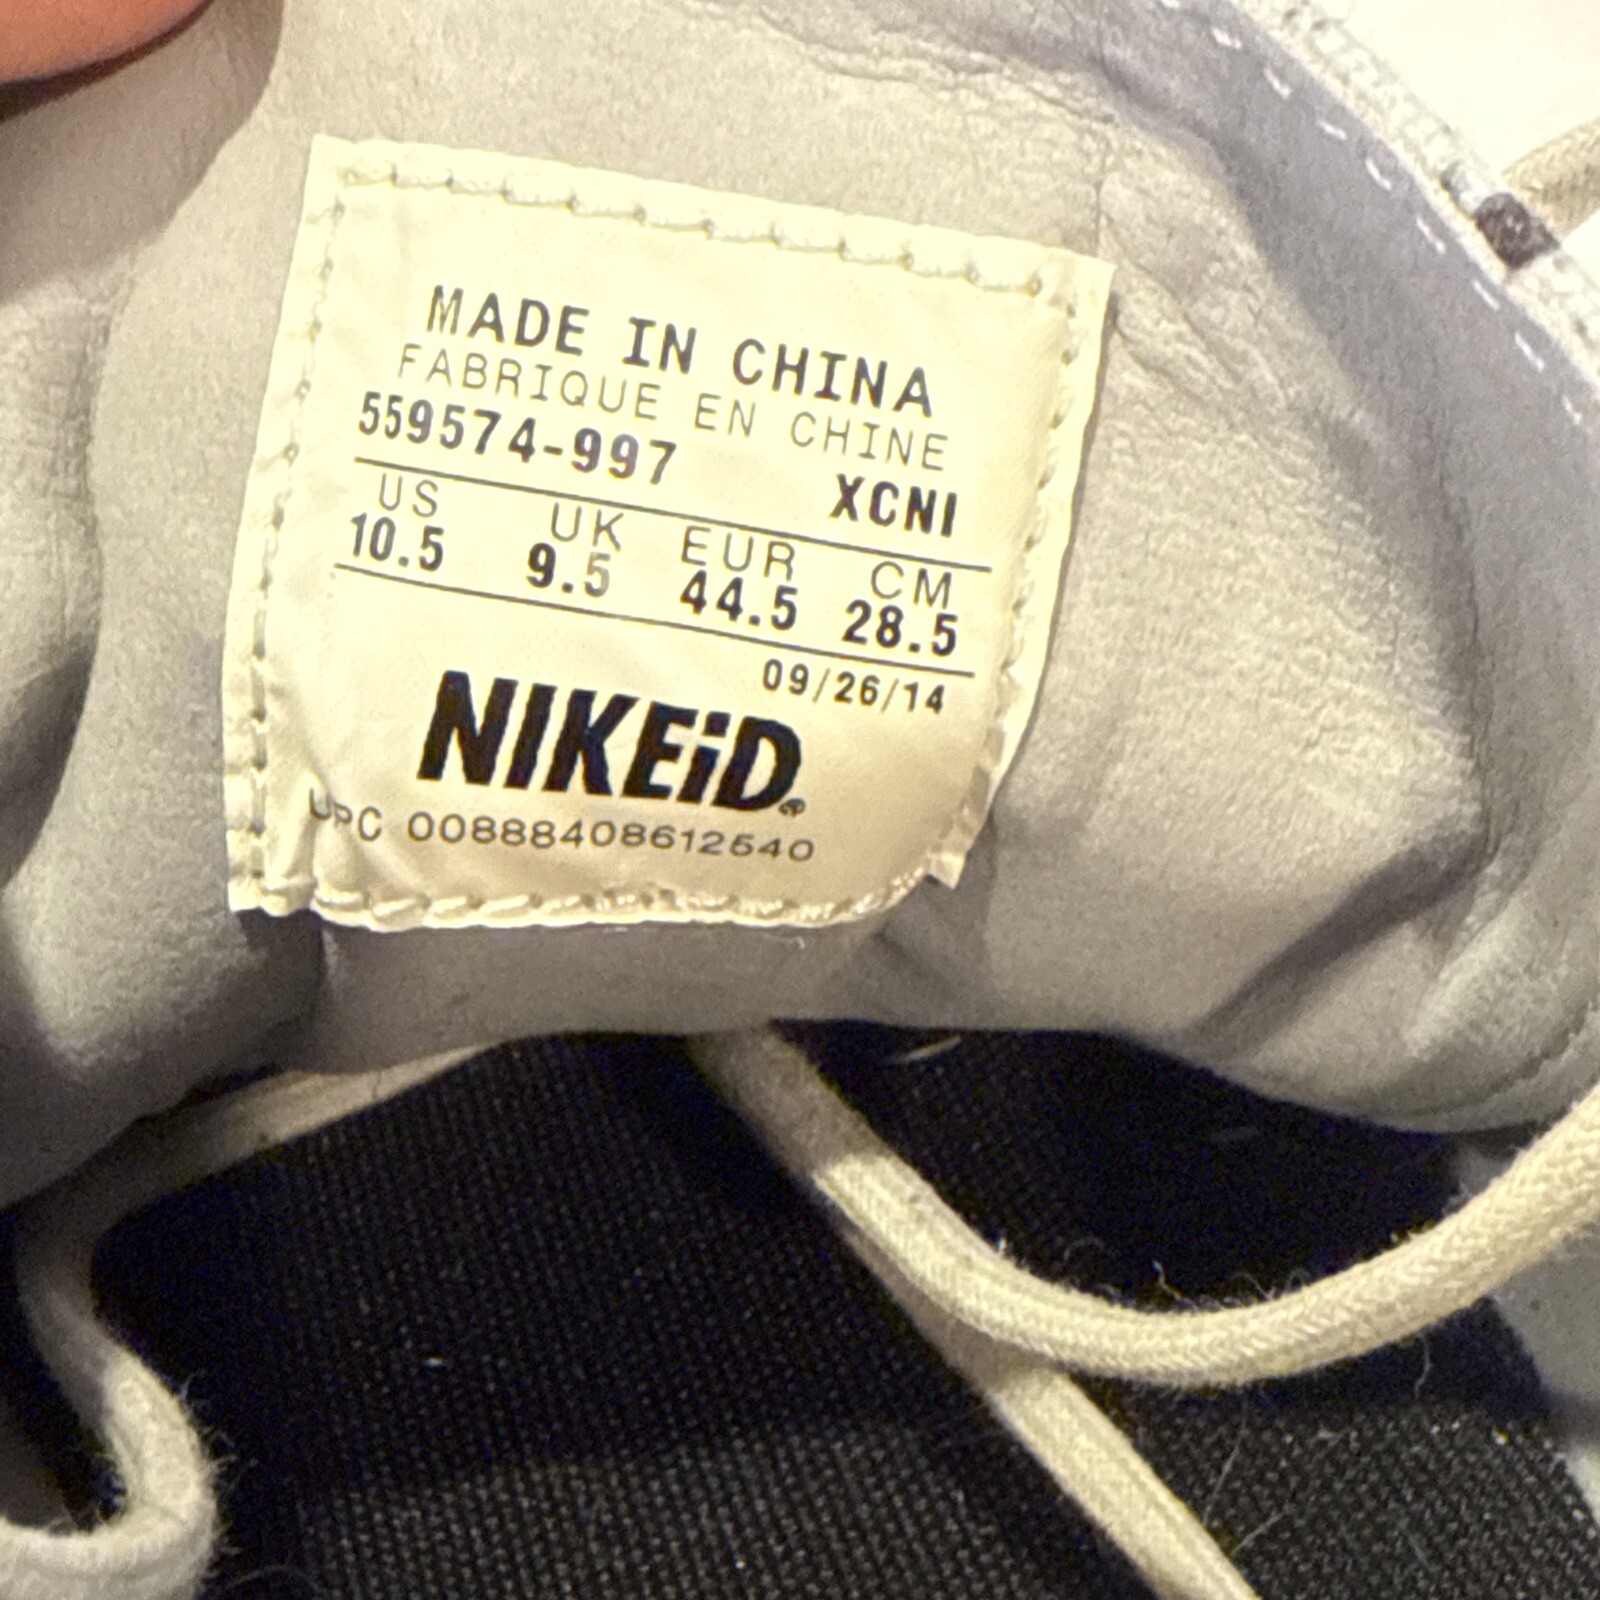 MADE IN CHINA
FABRIQUE EN CHINE
559574-997 XCNI
US UK EUR CM
10.5 9.5 44.5 28.5
09/26/14
NIKEiD®
UPC 00888408612540